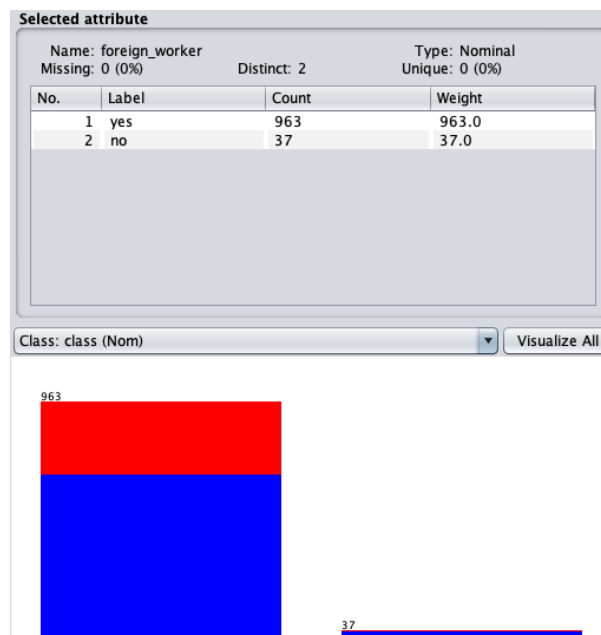 Selected attribute
Name: foreign_worker Type: Nominal
Missing: 0 (0%) Distinct: 2 Unique: 0 (0%)
No. Label Count Weight
1 yes 963 963.0
2 no 37 37.0
Class: class (Nom) Visualize All
963
37